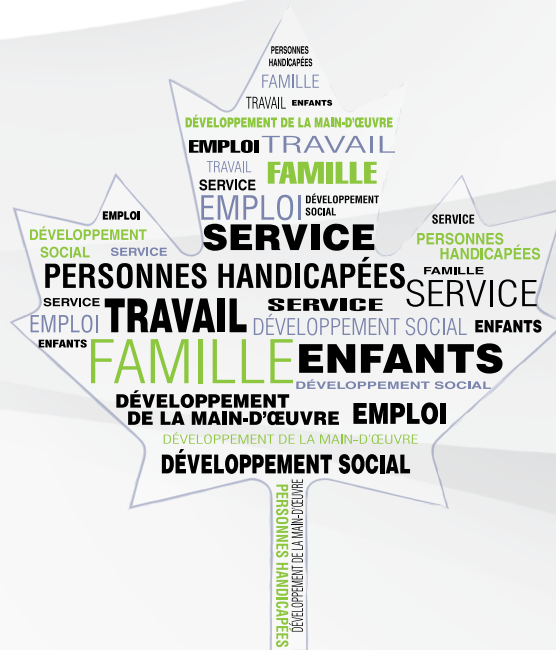 PERSONNES
HANDICAPÉES
FAMILLE
TRAVAIL ENFANTS
DÉVELOPPEMENT DE LA MAIN-D'ŒUVRE
EMPLOI TRAVAIL
TRAVAIL FAMILLE
SERVICE
EMPLOI DÉVELOPPEMENT
SOCIAL
EMPLOI SERVICE SERVICE
DÉVELOPPEMENT PERSONNES
SOCIAL SERVICE HANDICAPÉES
PERSONNES HANDICAPÉES FAMILLE
SERVICE
SERVICE TRAVAIL SERVICE
EMPLOI DÉVELOPPEMENT SOCIAL ENFANTS
ENFANTS FAMILLE ENFANTS
DÉVELOPPEMENT SOCIAL
DÉVELOPPEMENT
DE LA MAIN-D'ŒUVRE EMPLOI
DÉVELOPPEMENT DE LA MAIN-D'ŒUVRE
DÉVELOPPEMENT SOCIAL
PERSONNES HANDICAPÉES
DÉVELOPPEMENT DE LA MAIN-D'ŒUVRE